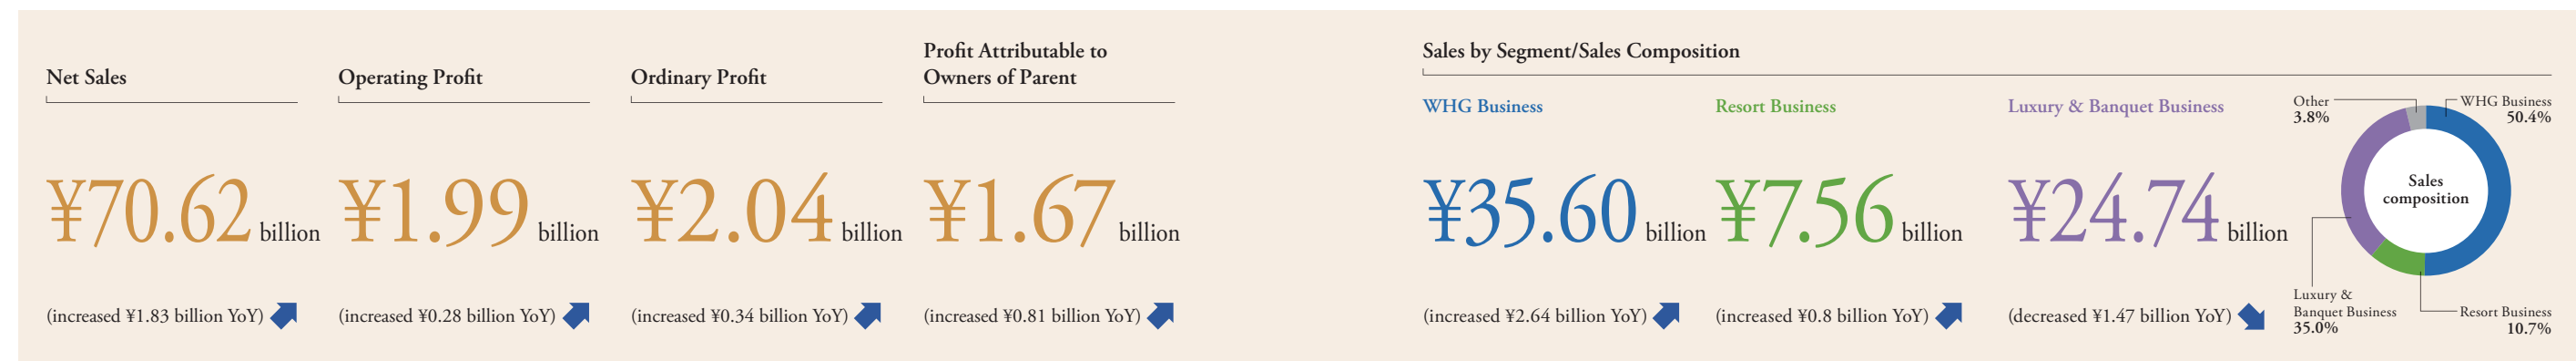 Net Sales
¥70.62 billion
(increased ¥1.83 billion YoY)
Operating Profit
¥1.99 billion
(increased ¥0.28 billion YoY)
Ordinary Profit
¥2.04 billion
(increased ¥0.34 billion YoY)
Profit Attributable to
Owners of Parent
¥1.67 billion
(increased ¥0.81 billion YoY)
Sales by Segment/Sales Composition
WHG Business
¥35.60 billion
(increased ¥2.64 billion YoY)
Resort Business
¥7.56 billion
(increased ¥0.8 billion YoY)
Luxury & Banquet Business
¥24.74 billion
(decreased ¥1.47 billion YoY)
Other
3.8%
WHG Business
50.4%
Sales
composition
Luxury &
Banquet Business
35.0%
Resort Business
10.7%